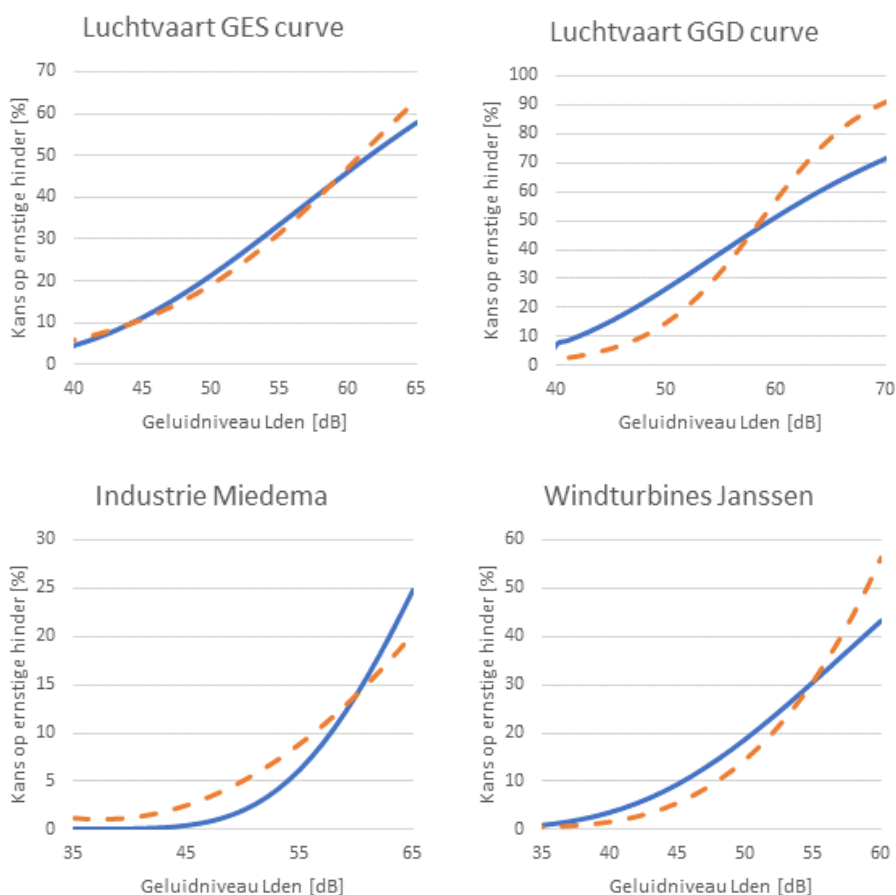 Luchtvaart GES curve
Kans op ernstige hinder [%]
70
60
50
40
30
20
10
0
40 45 50 55 60 65
Geluidniveau Lden [dB]
Luchtvaart GGD curve
Kans op ernstige hinder [%]
100
90
80
70
60
50
40
30
20
10
0
40 50 60 70
Geluidniveau Lden [dB]
Industrie Miedema
Kans op ernstige hinder [%]
30
25
20
15
10
5
0
35 45 55 65
Geluidniveau Lden [dB]
Windturbines Janssen
Kans op ernstige hinder [%]
60
50
40
30
20
10
0
35 40 45 50 55 60
Geluidniveau Lden [dB]